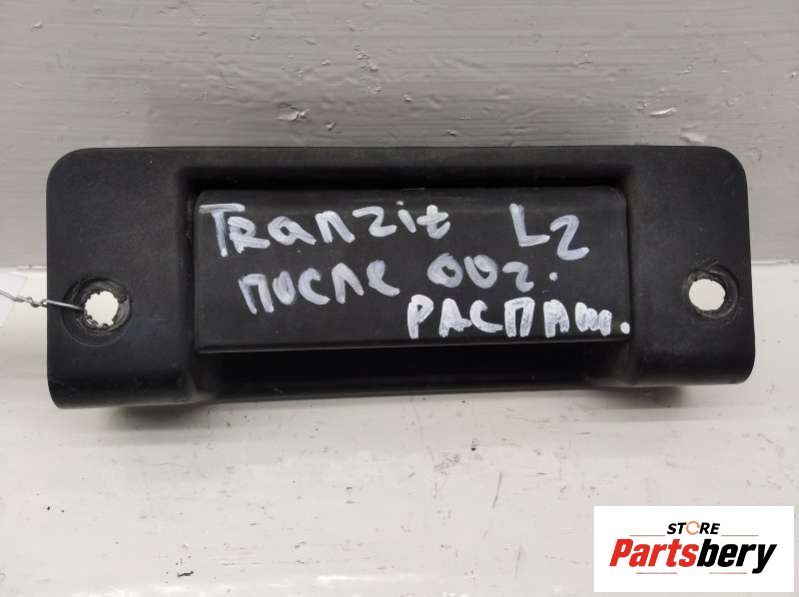 Tranzit L2
после 00г.
РАСПАШ.
STORE
Partsbery